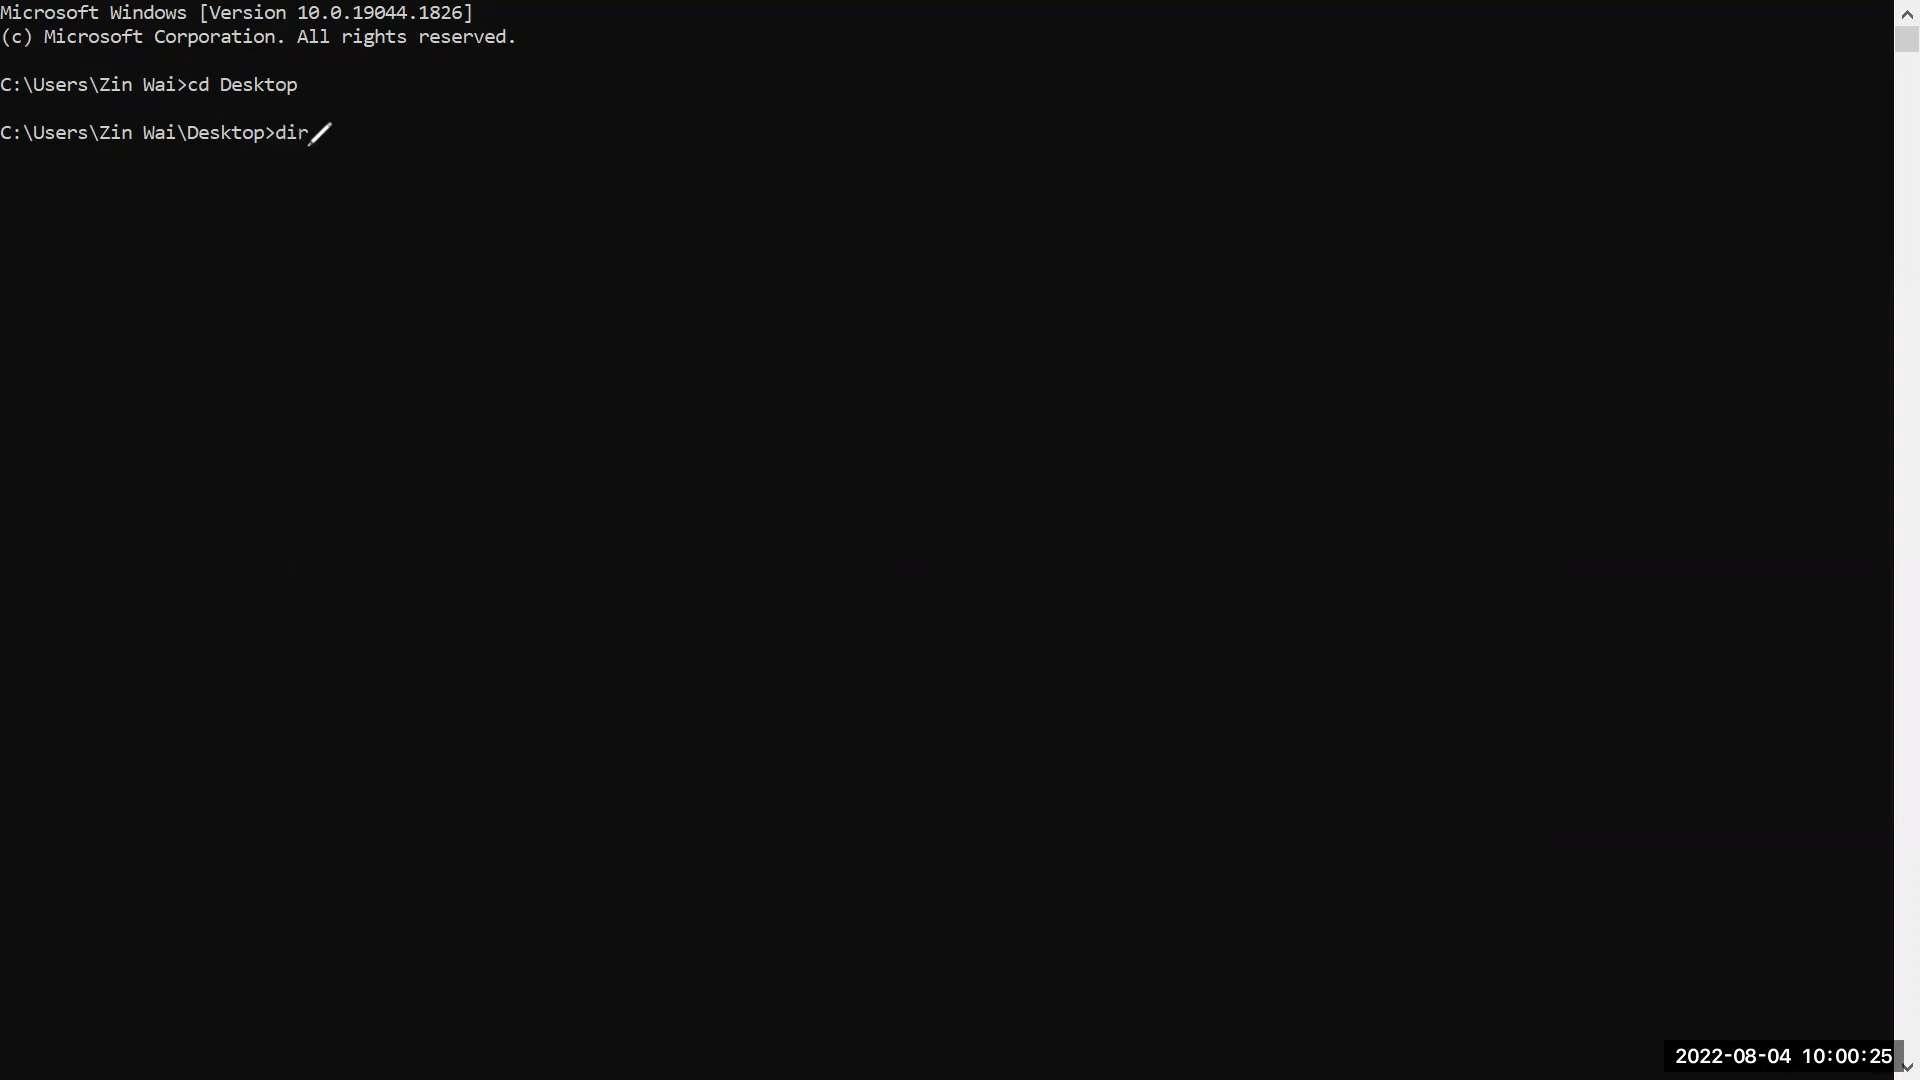 Microsoft Windows [Version 10.0.19044.1826]
(c) Microsoft Corporation. All rights reserved.
C:\Users\Zin Wai>cd Desktop
C:\Users\Zin Wai\Desktop>dir
2022-08-04 10:00:25